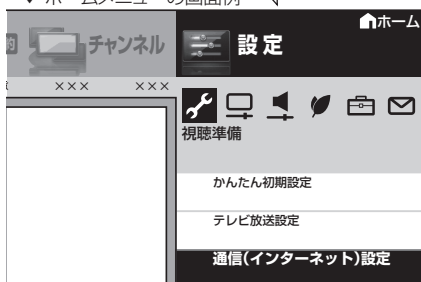 ホームメニューの画面例
的 チャンネル 設定 ホーム
××× ×××
視聴準備
かんたん初期設定
テレビ放送設定
通信(インターネット)設定